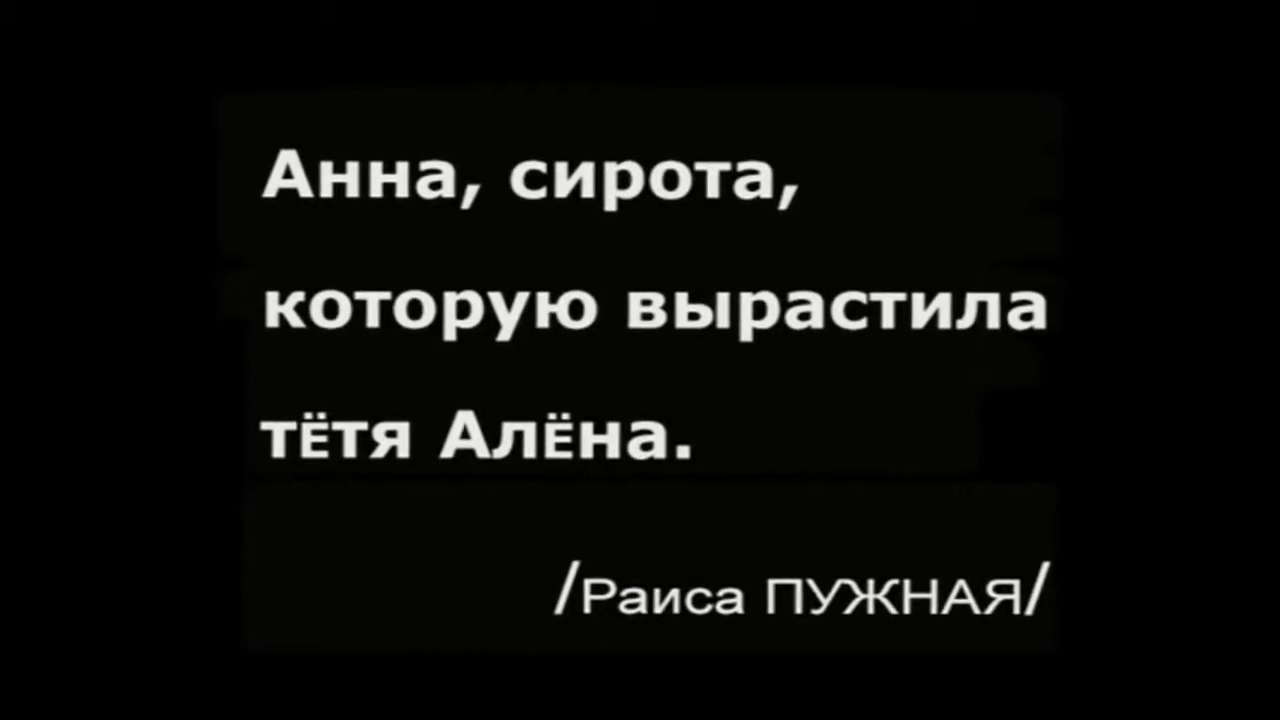 Анна, сирота,
которую вырастила
тётя Алёна.
/Раиса ПУЖНАЯ/